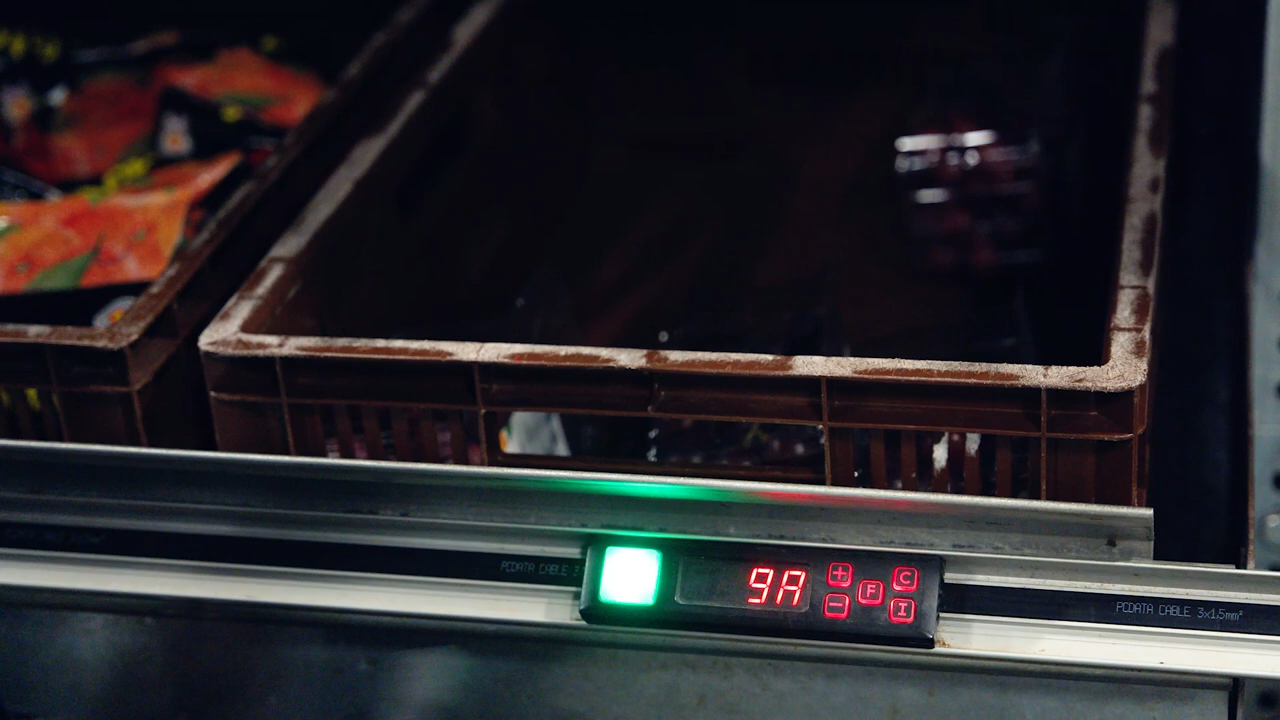 PCDATA CABLE 3
9A
+ C
F
− I
PCDATA CABLE 3x1,5mm²